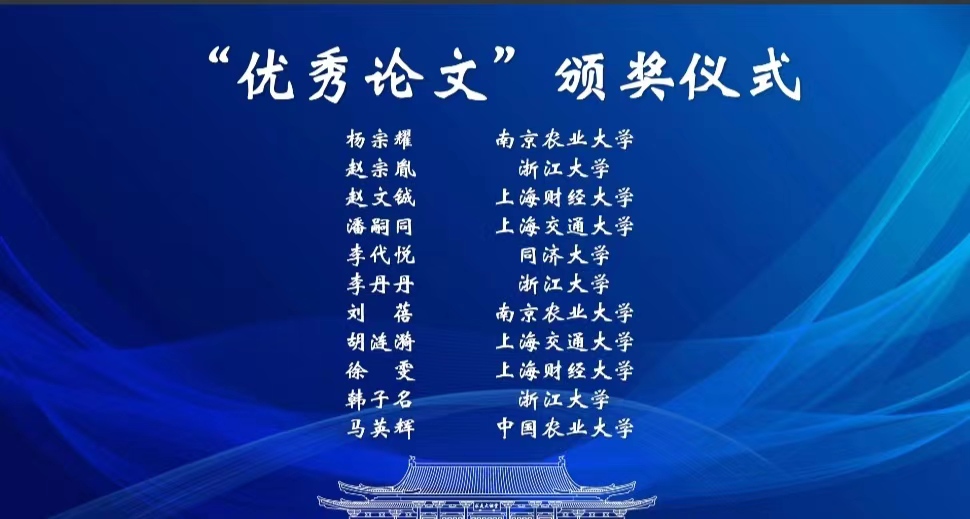 “优秀论文”颁奖仪式
杨宗耀 南京农业大学
赵宗胤 浙江大学
赵文铖 上海财经大学
潘嗣同 上海交通大学
李代悦 同济大学
李丹丹 浙江大学
刘 蓓 南京农业大学
胡涟漪 上海交通大学
徐 雯 上海财经大学
韩子名 浙江大学
马英辉 中国农业大学